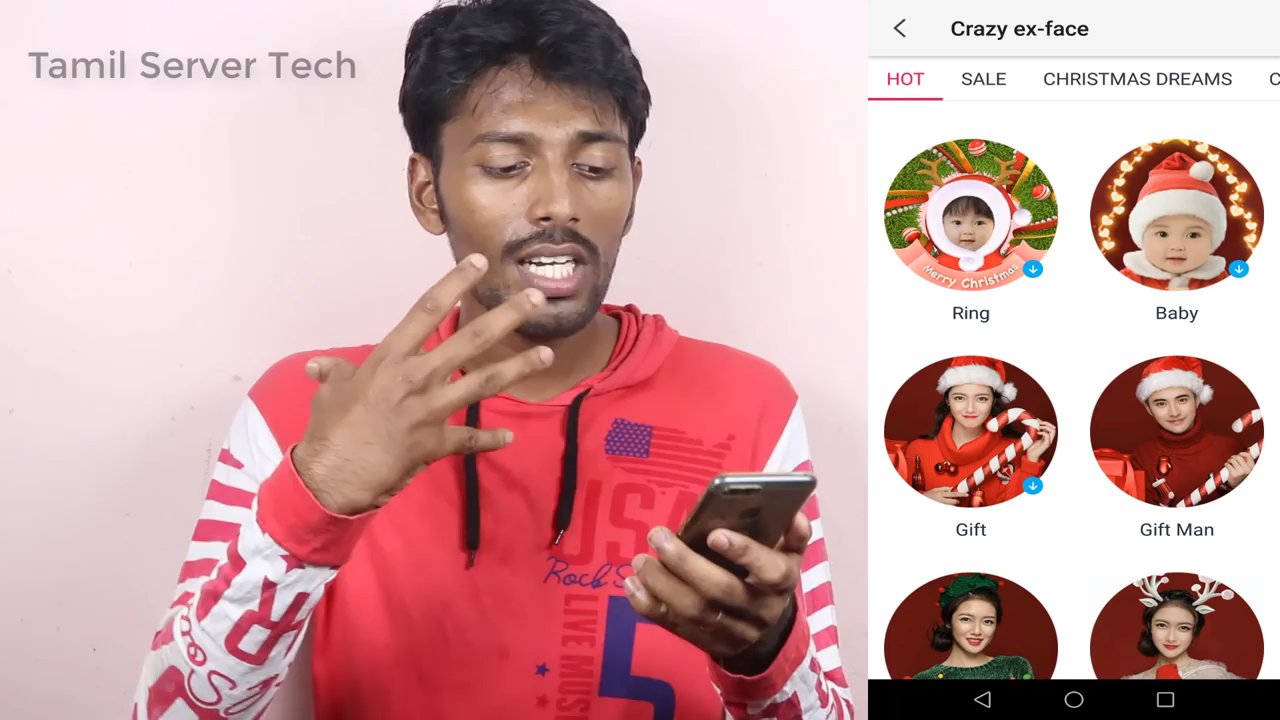 Tamil Server Tech
Crazy ex-face
HOT
SALE
CHRISTMAS DREAMS
C
Merry Christmas
Ring
Baby
Gift
Gift Man
USA
Rock S
LIVE MUSI
5